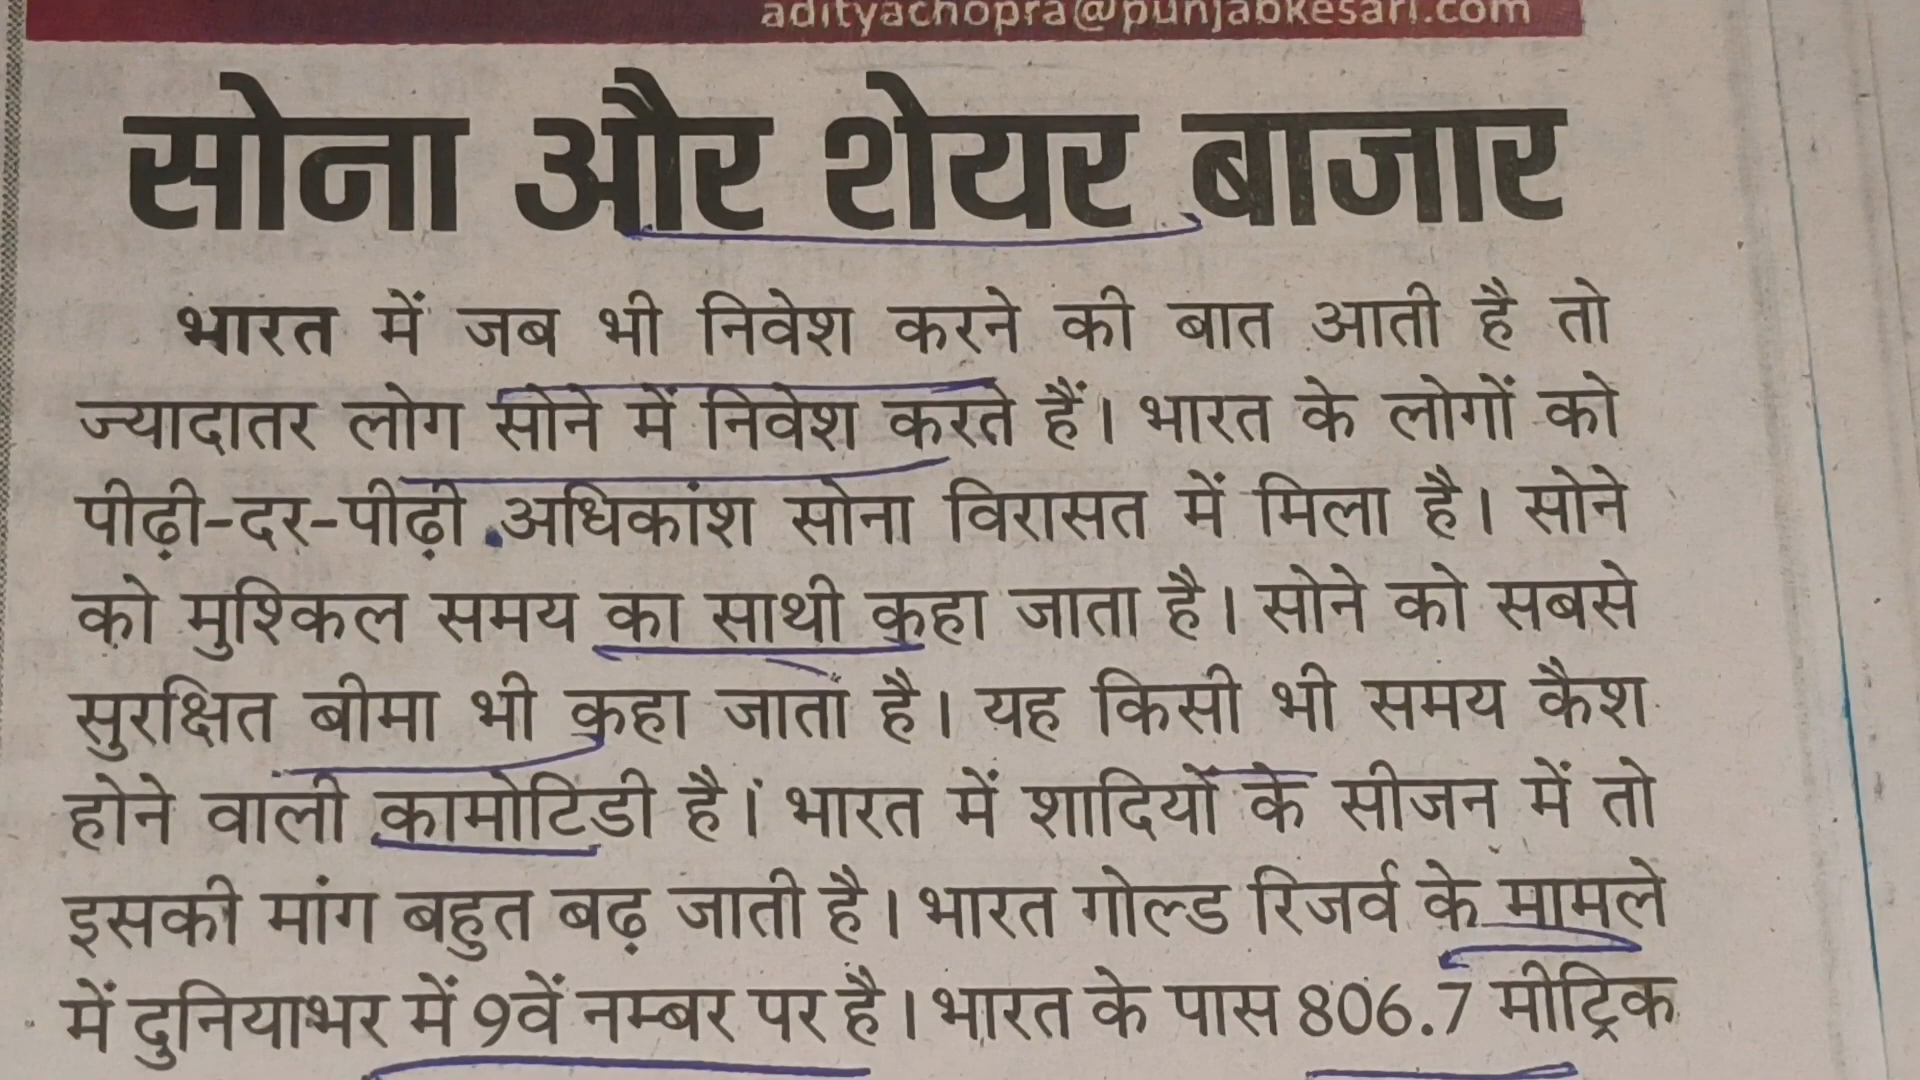 adityachopra@punjabkesari.com
सोना और शेयर बाजार
भारत में जब भी निवेश करने की बात आती है तो
ज्यादातर लोग सोने में निवेश करते हैं। भारत के लोगों को
पीढ़ी-दर-पीढ़ी अधिकांश सोना विरासत में मिला है। सोने
को मुश्किल समय का साथी कहा जाता है। सोने को सबसे
सुरक्षित बीमा भी कहा जाता है। यह किसी भी समय कैश
होने वाली कामोटिडी है। भारत में शादियों के सीजन में तो
इसकी मांग बहुत बढ़ जाती है। भारत गोल्ड रिजर्व के मामले
में दुनियाभर में 9वें नम्बर पर है। भारत के पास 806.7 मीट्रिक